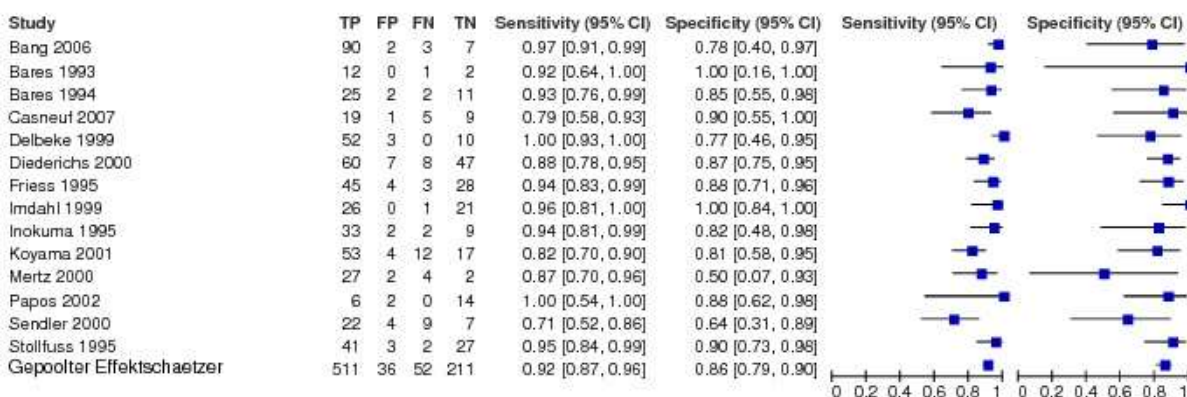 Study TP FP FN TN Sensitivity (95% CI) Specificity (95% CI) Sensitivity (95% CI) Specificity (95% CI)
Bang 2006 90 2 3 7 0.97 [0.91, 0.99] 0.78 [0.40, 0.97]
Bares 1993 12 0 1 2 0.92 [0.64, 1.00] 1.00 [0.16, 1.00]
Bares 1994 25 2 2 11 0.93 [0.76, 0.99] 0.85 [0.55, 0.98]
Casneuf 2007 19 1 5 9 0.79 [0.58, 0.93] 0.90 [0.55, 1.00]
Delbeke 1999 52 3 0 10 1.00 [0.93, 1.00] 0.77 [0.46, 0.95]
Diederichs 2000 60 7 8 47 0.88 [0.78, 0.95] 0.87 [0.75, 0.95]
Friess 1995 45 4 3 28 0.94 [0.83, 0.99] 0.88 [0.71, 0.96]
Imdahl 1999 26 0 1 21 0.96 [0.81, 1.00] 1.00 [0.84, 1.00]
Inokuma 1995 33 2 2 9 0.94 [0.81, 0.99] 0.82 [0.48, 0.98]
Koyama 2001 53 4 12 17 0.82 [0.70, 0.90] 0.81 [0.58, 0.95]
Mertz 2000 27 2 4 2 0.87 [0.70, 0.96] 0.50 [0.07, 0.93]
Papos 2002 6 2 0 14 1.00 [0.54, 1.00] 0.88 [0.62, 0.98]
Sendler 2000 22 4 9 7 0.71 [0.52, 0.86] 0.64 [0.31, 0.89]
Stollfuss 1995 41 3 2 27 0.95 [0.84, 0.99] 0.90 [0.73, 0.98]
Gepoolter Effektschaetzer 511 36 52 211 0.92 [0.87, 0.96] 0.86 [0.79, 0.90]
0 0.2 0.4 0.6 0.8 1 0 0.2 0.4 0.6 0.8 1